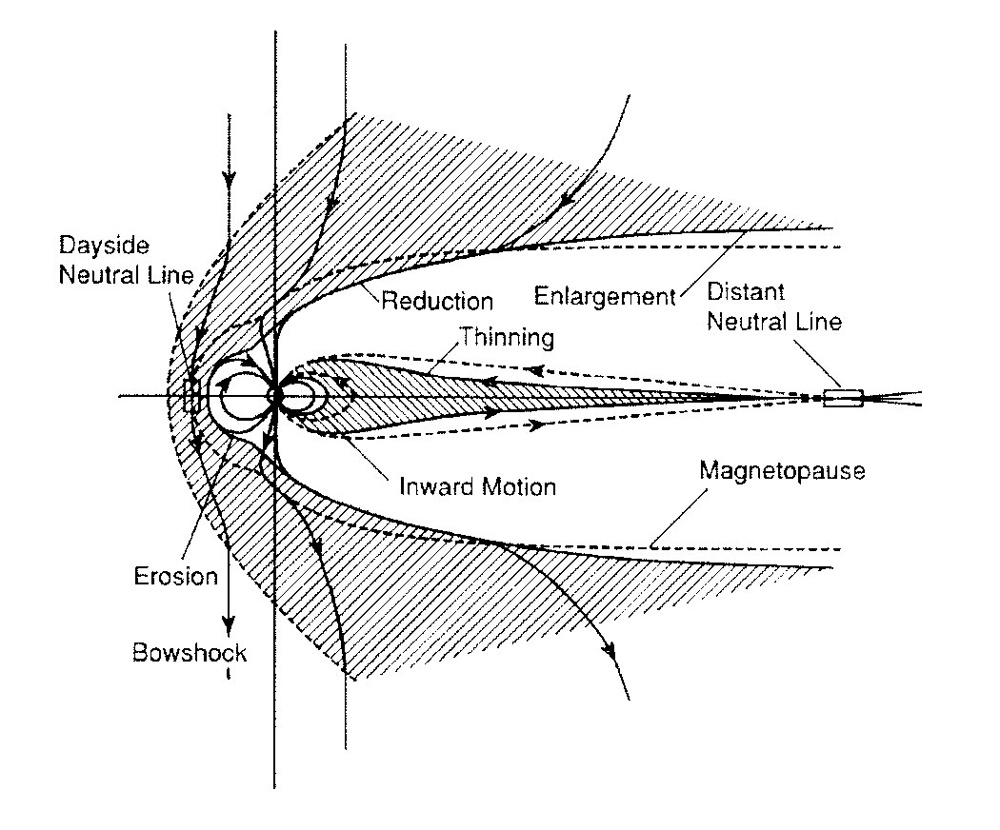 Dayside
Neutral Line
Reduction
Enlargement
Distant
Neutral Line
Thinning
Inward Motion
Magnetopause
Erosion
Bowshock